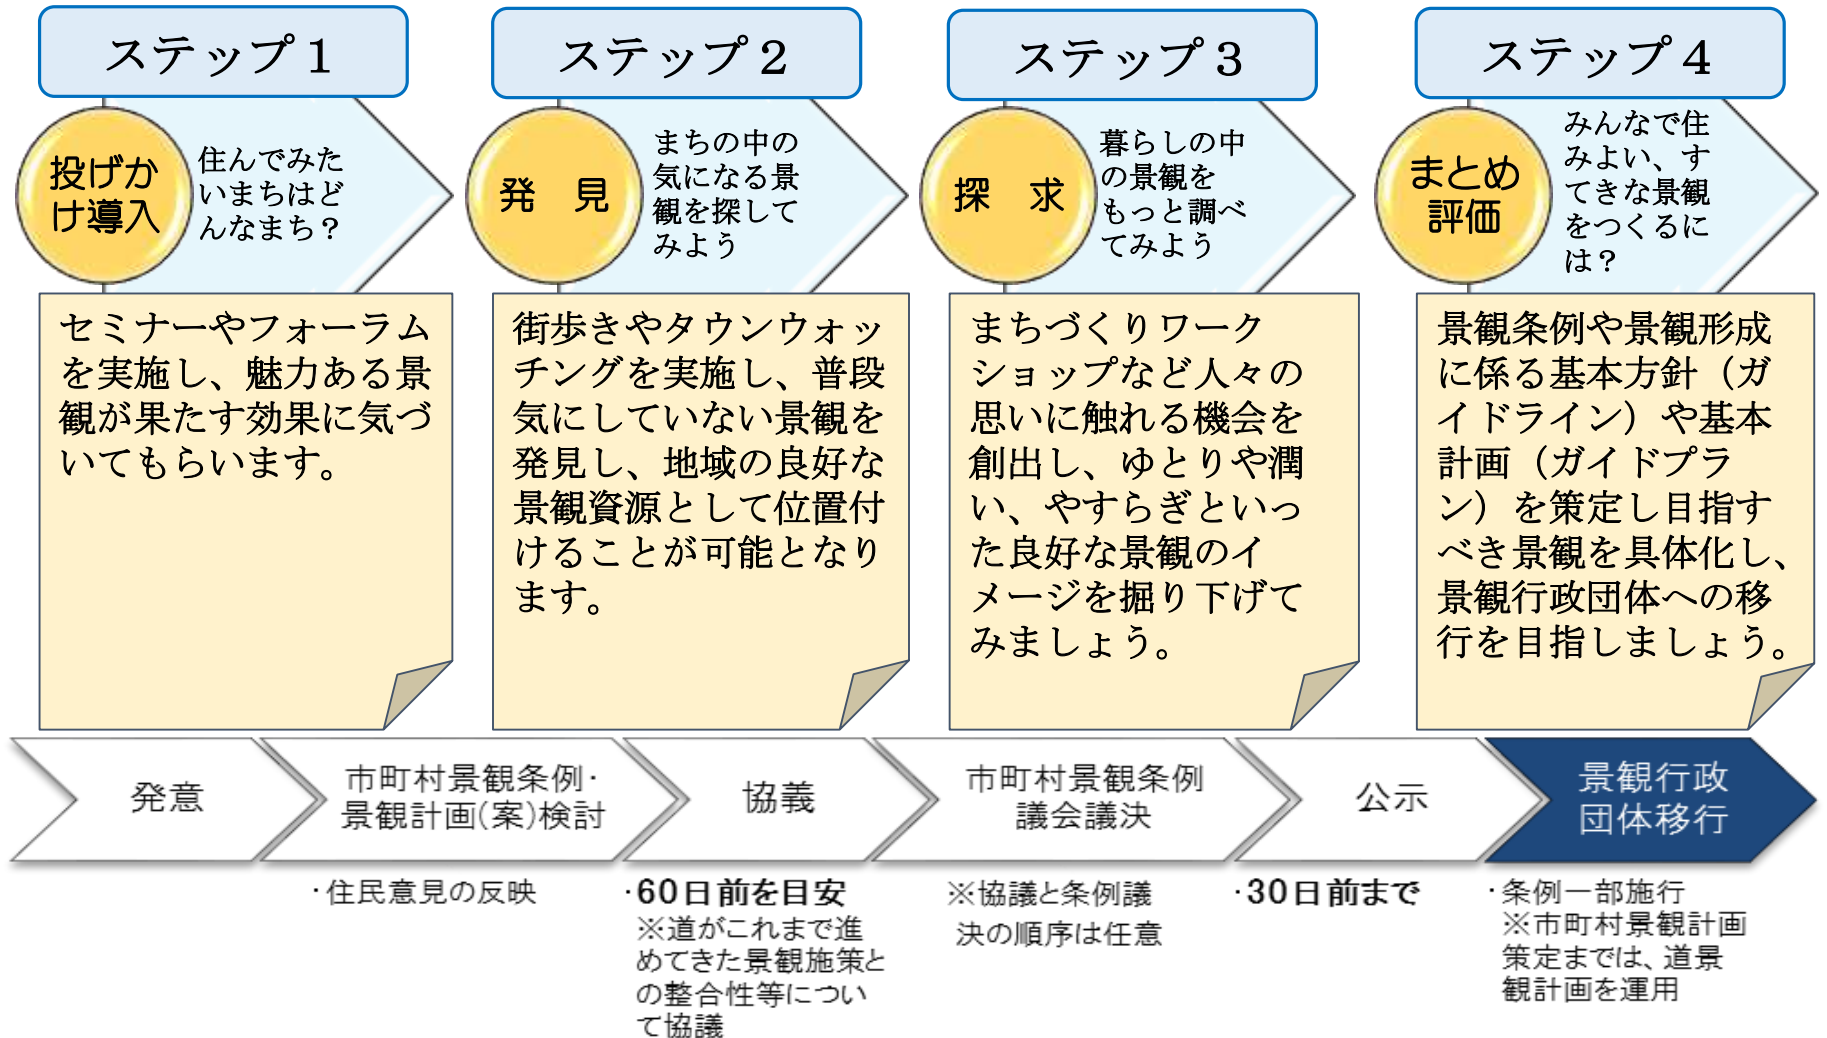 ステップ１
投げか
け導入
住んでみた
いまちはど
んなまち？
セミナーやフォーラム
を実施し、魅力ある景
観が果たす効果に気づ
いてもらいます。
ステップ２
発　見
まちの中の
気になる景
観を探して
みよう
街歩きやタウンウォッ
チングを実施し、普段
気にしていない景観を
発見し、地域の良好な
景観資源として位置付
けることが可能となり
ます。
ステップ３
探　求
暮らしの中
の景観を
もっと調べ
てみよう
まちづくりワーク
ショップなど人々の
思いに触れる機会を
創出し、ゆとりや潤
い、やすらぎといっ
た良好な景観のイ
メージを掘り下げて
みましょう。
ステップ４
まとめ
評価
みんなで住
みよい、す
てきな景観
をつくるに
は？
景観条例や景観形成
に係る基本方針（ガ
イドライン）や基本
計画（ガイドプラ
ン）を策定し目指す
べき景観を具体化し、
景観行政団体への移
行を目指しましょう。
発意
市町村景観条例・
景観計画(案)検討
・住民意見の反映
協義
・60日前を目安
※道がこれまで進
めてきた景観施策と
の整合性等につい
て協議
市町村景観条例
議会議決
※協議と条例議
決の順序は任意
公示
・30日前まで
景観行政
団体移行
・条例一部施行
※市町村景観計画
策定までは、道景
観計画を運用